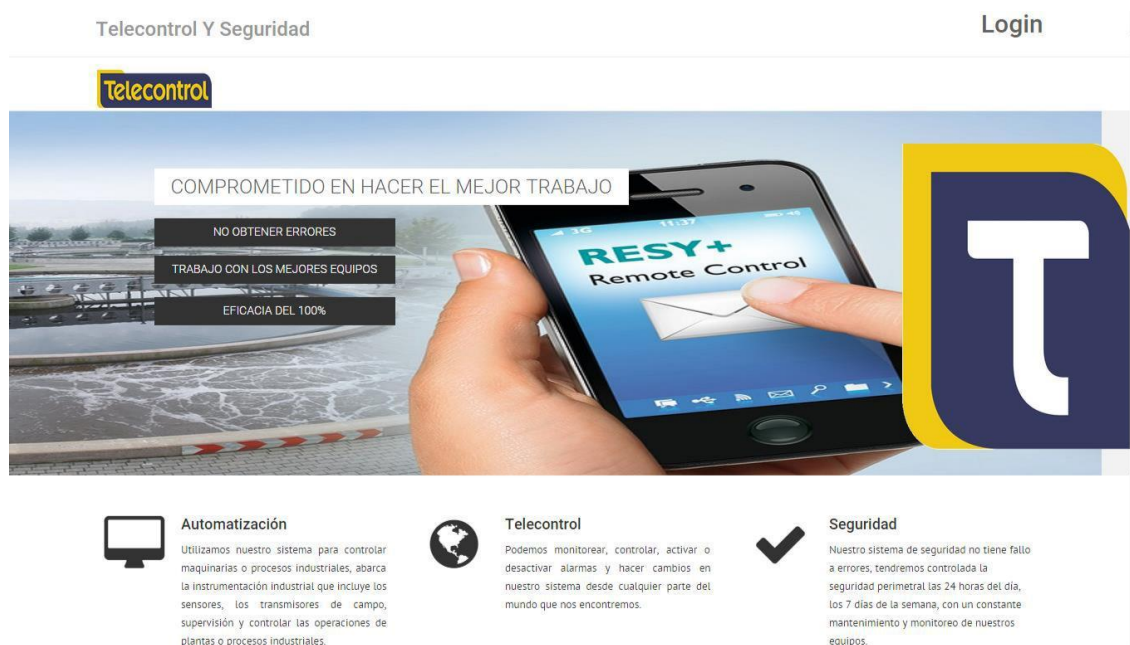 Telecontrol Y Seguridad
Login
Telecontrol
COMPROMETIDO EN HACER EL MEJOR TRABAJO
NO OBTENER ERRORES
TRABAJO CON LOS MEJORES EQUIPOS
EFICACIA DEL 100%
3G
11:37
RESY+
Remote Control
T
Automatización
Utilizamos nuestro sistema para controlar
maquinarias o procesos industriales, abarca
la instrumentación industrial que incluye los
sensores, los transmisores de campo,
supervisión y controlar las operaciones de
plantas o procesos industriales.
Telecontrol
Podemos monitorear, controlar, activar o
desactivar alarmas y hacer cambios en
nuestro sistema desde cualquier parte del
mundo que nos encontremos.
Seguridad
Nuestro sistema de seguridad no tiene fallo
a errores, tendremos controlada la
seguridad perimetral las 24 horas del día,
los 7 días de la semana, con un constante
mantenimiento y monitoreo de nuestros
equipos.